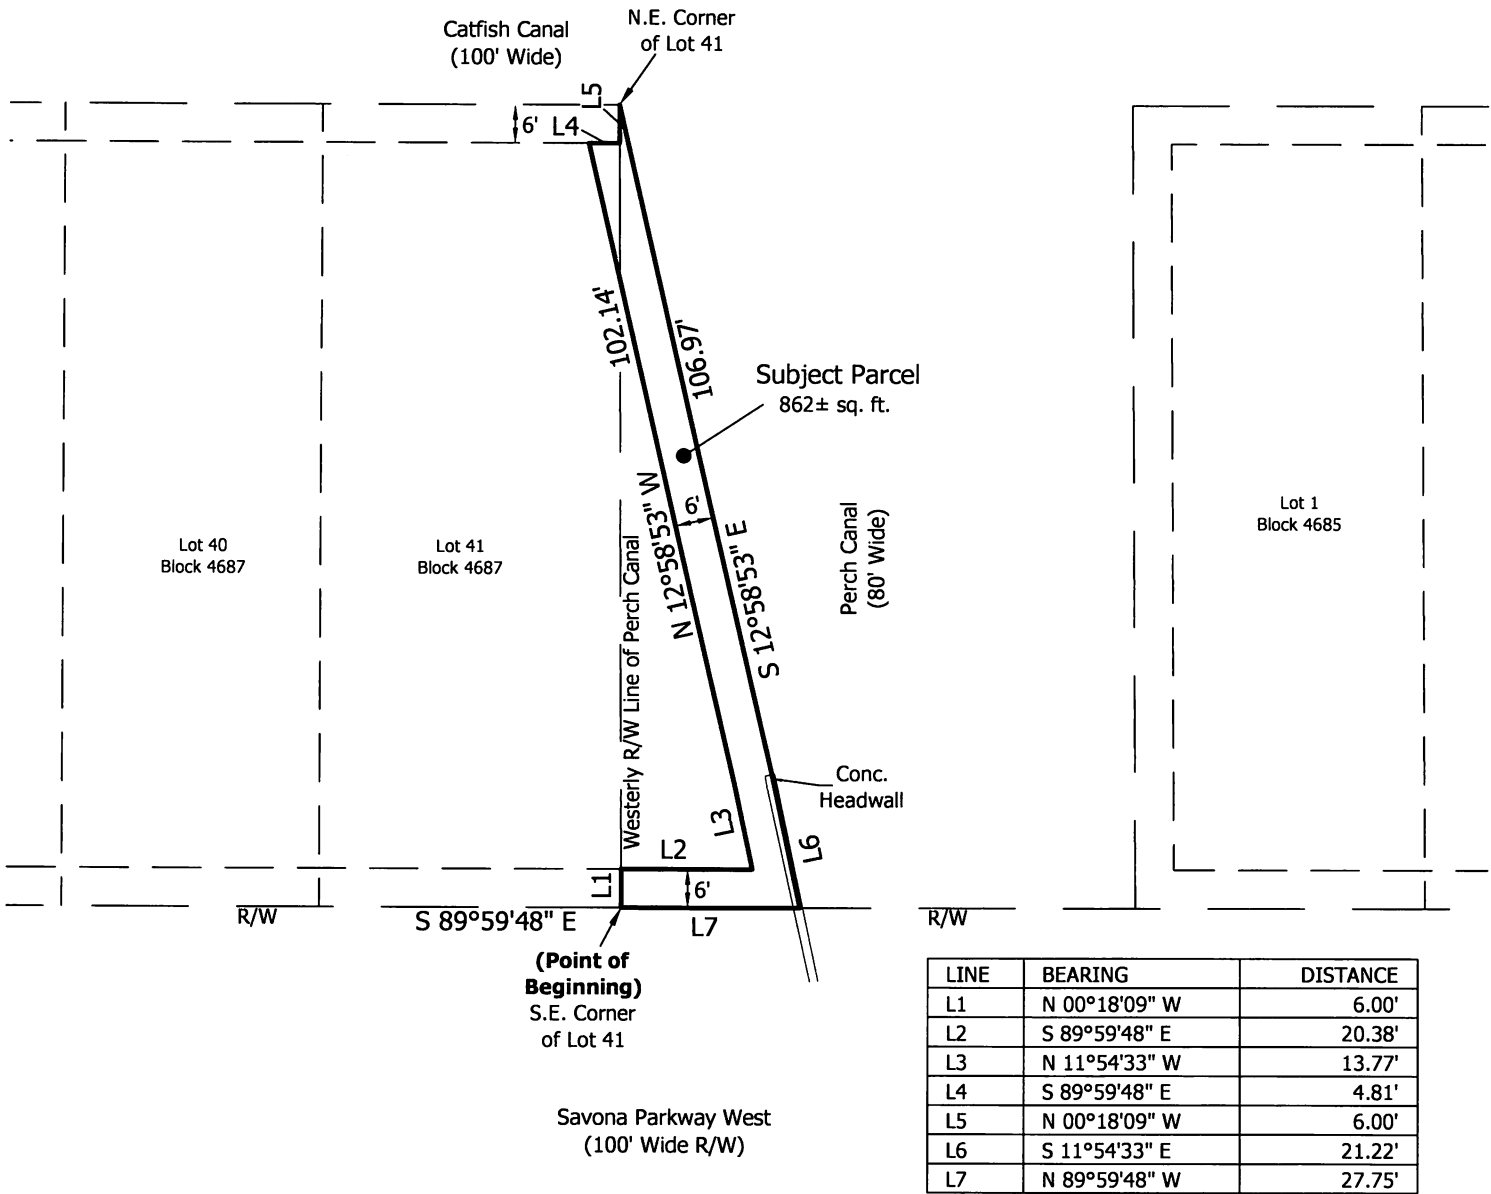 Catfish Canal
(100' Wide)
N.E. Corner
of Lot 41
L5
6'
L4
102.14'
106.97'
Subject Parcel
862± sq. ft.
6'
N 12°58'53" W
S 12°58'53" E
Lot 40
Block 4687
Lot 41
Block 4687
Westerly R/W Line of Perch Canal
Perch Canal
(80' Wide)
Lot 1
Block 4685
Conc.
Headwall
L3
L6
L2
L1
6'
R/W
S 89°59'48" E
L7
R/W
(Point of
Beginning)
S.E. Corner
of Lot 41
Savona Parkway West
(100' Wide R/W)
LINE BEARING DISTANCE
L1 N 00°18'09" W 6.00'
L2 S 89°59'48" E 20.38'
L3 N 11°54'33" W 13.77'
L4 S 89°59'48" E 4.81'
L5 N 00°18'09" W 6.00'
L6 S 11°54'33" E 21.22'
L7 N 89°59'48" W 27.75'